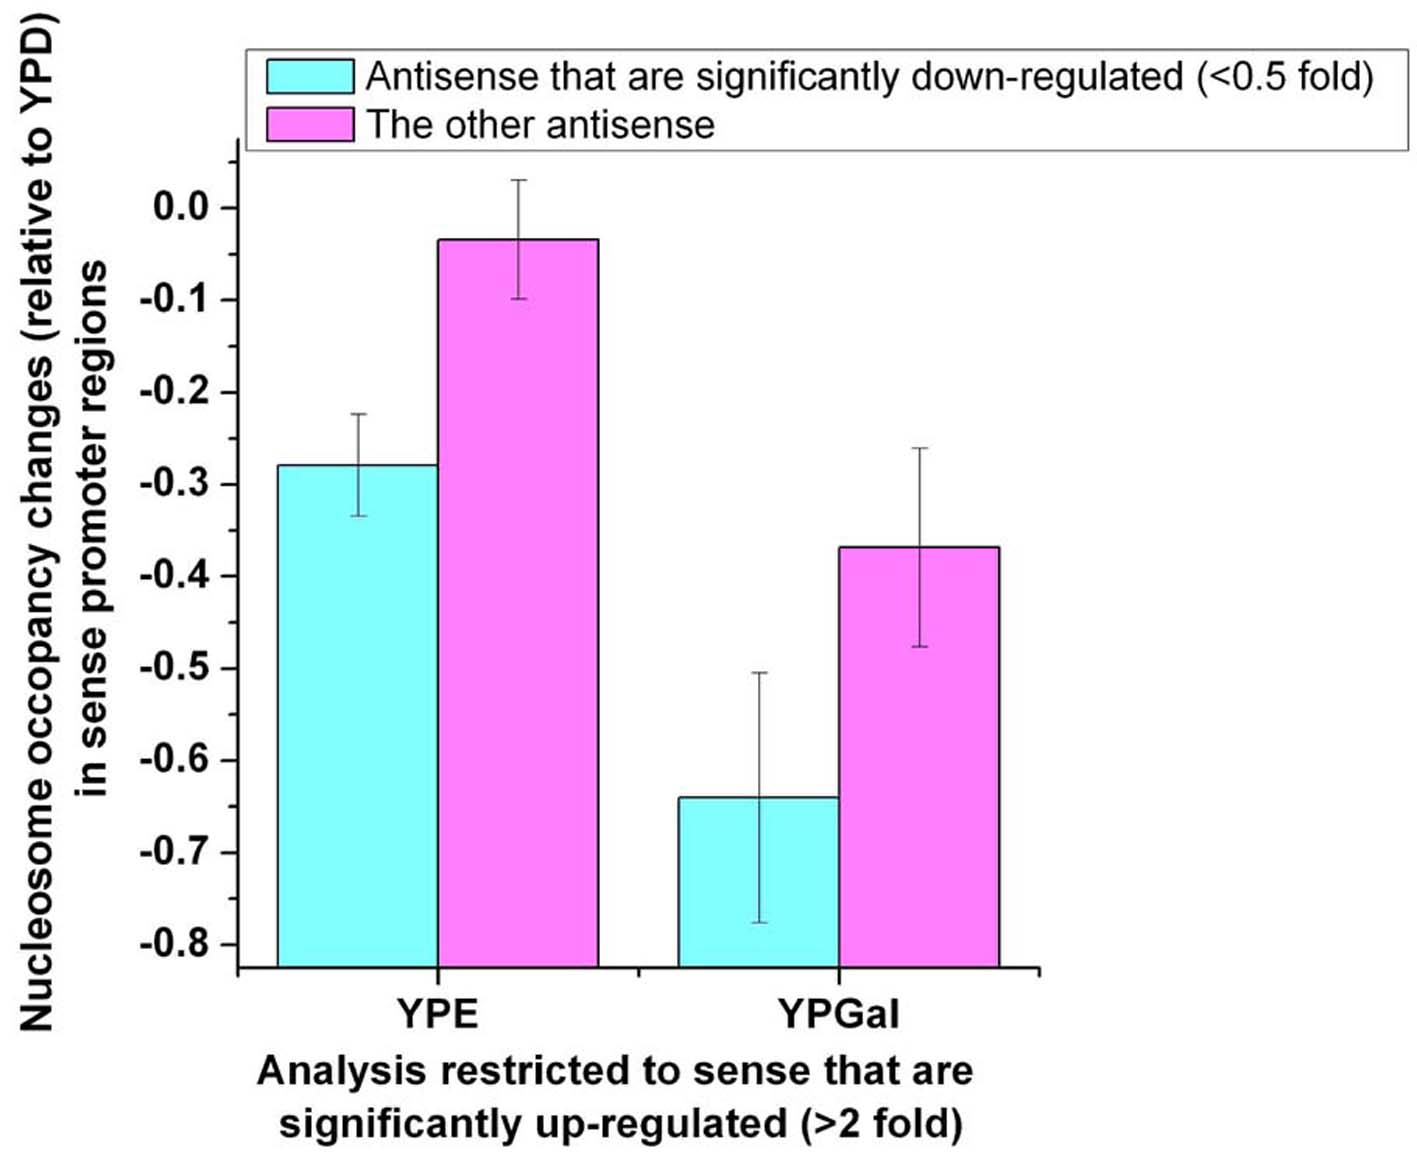 Antisense that are significantly down-regulated (<0.5 fold)
The other antisense
Nucleosome occopancy changes (relative to YPD)
in sense promoter regions
0.0
-0.1
-0.2
-0.3
-0.4
-0.5
-0.6
-0.7
-0.8
YPE YPGal
Analysis restricted to sense that are
significantly up-regulated (>2 fold)